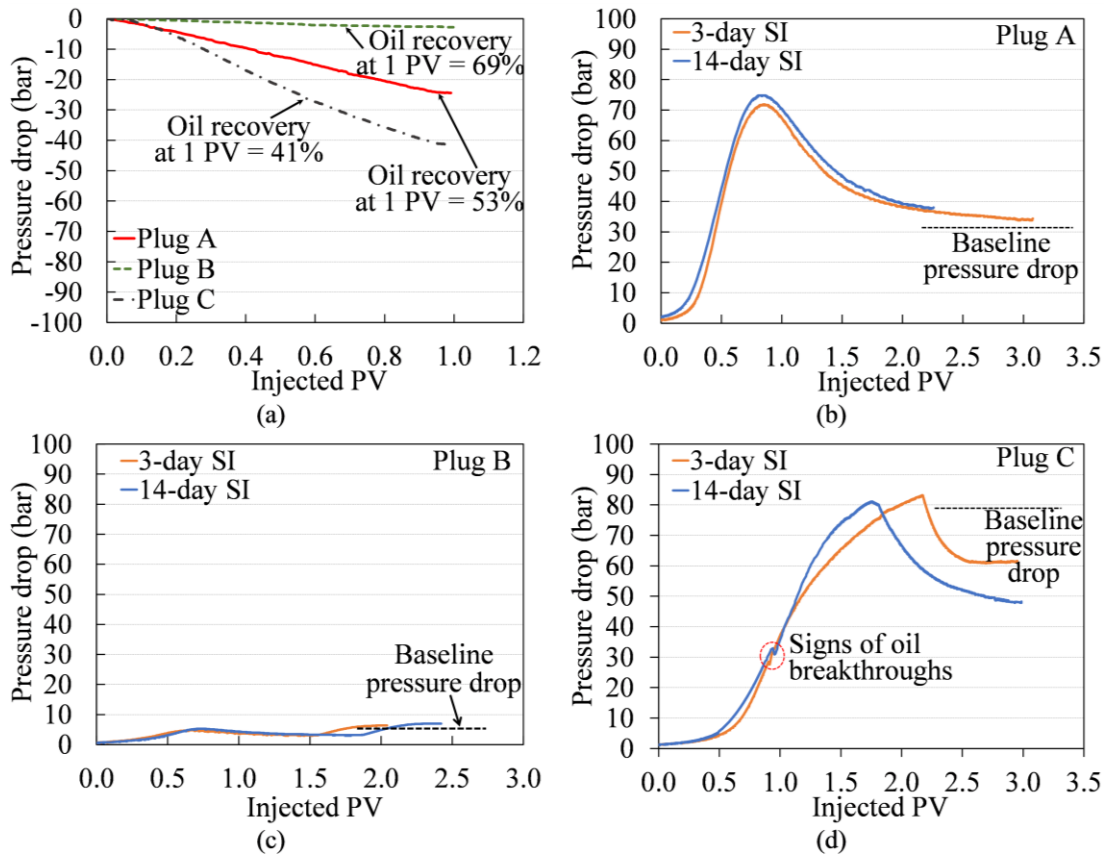 0
-10
-20
-30
-40
-50
-60
-70
-80
-90
-100
Pressure drop (bar)
Oil recovery
at 1 PV = 69%
Oil recovery
at 1 PV = 41%
Oil recovery
at 1 PV = 53%
Plug A
Plug B
Plug C
0.0 0.2 0.4 0.6 0.8 1.0 1.2
Injected PV
(a)
100
90
80
70
60
50
40
30
20
10
0
Pressure drop (bar)
3-day SI
14-day SI
Plug A
Baseline
pressure drop
0.0 0.5 1.0 1.5 2.0 2.5 3.0 3.5
Injected PV
(b)
100
90
80
70
60
50
40
30
20
10
0
Pressure drop (bar)
3-day SI
14-day SI
Plug B
Baseline
pressure drop
0.0 0.5 1.0 1.5 2.0 2.5 3.0
Injected PV
(c)
100
90
80
70
60
50
40
30
20
10
0
Pressure drop (bar)
3-day SI
14-day SI
Plug C
Baseline
pressure
drop
Signs of oil
breakthroughs
0.0 0.5 1.0 1.5 2.0 2.5 3.0 3.5
Injected PV
(d)